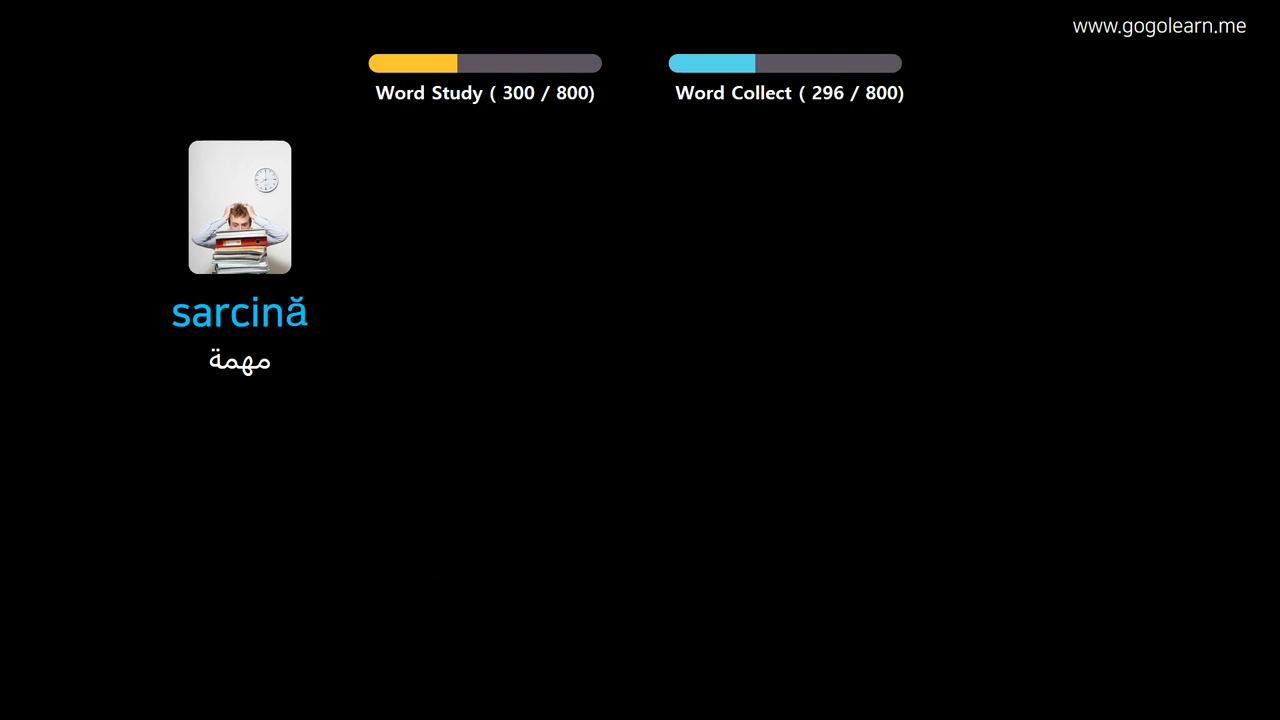 www.gogolearn.me
Word Study ( 300 / 800)
Word Collect ( 296 / 800)
sarcină
مهمة